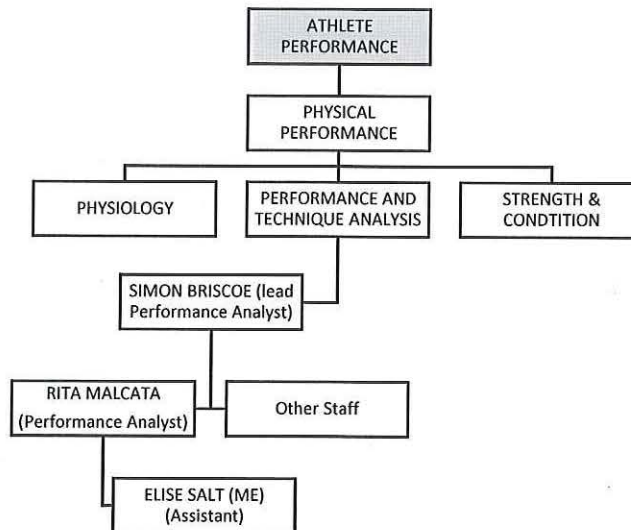 ATHLETE
PERFORMANCE
PHYSICAL
PERFORMANCE
PHYSIOLOGY
PERFORMANCE AND
TECHNIQUE ANALYSIS
STRENGTH &
CONDTITION
SIMON BRISCOE (lead
Performance Analyst)
RITA MALCATA
(Performance Analyst)
Other Staff
ELISE SALT (ME)
(Assistant)